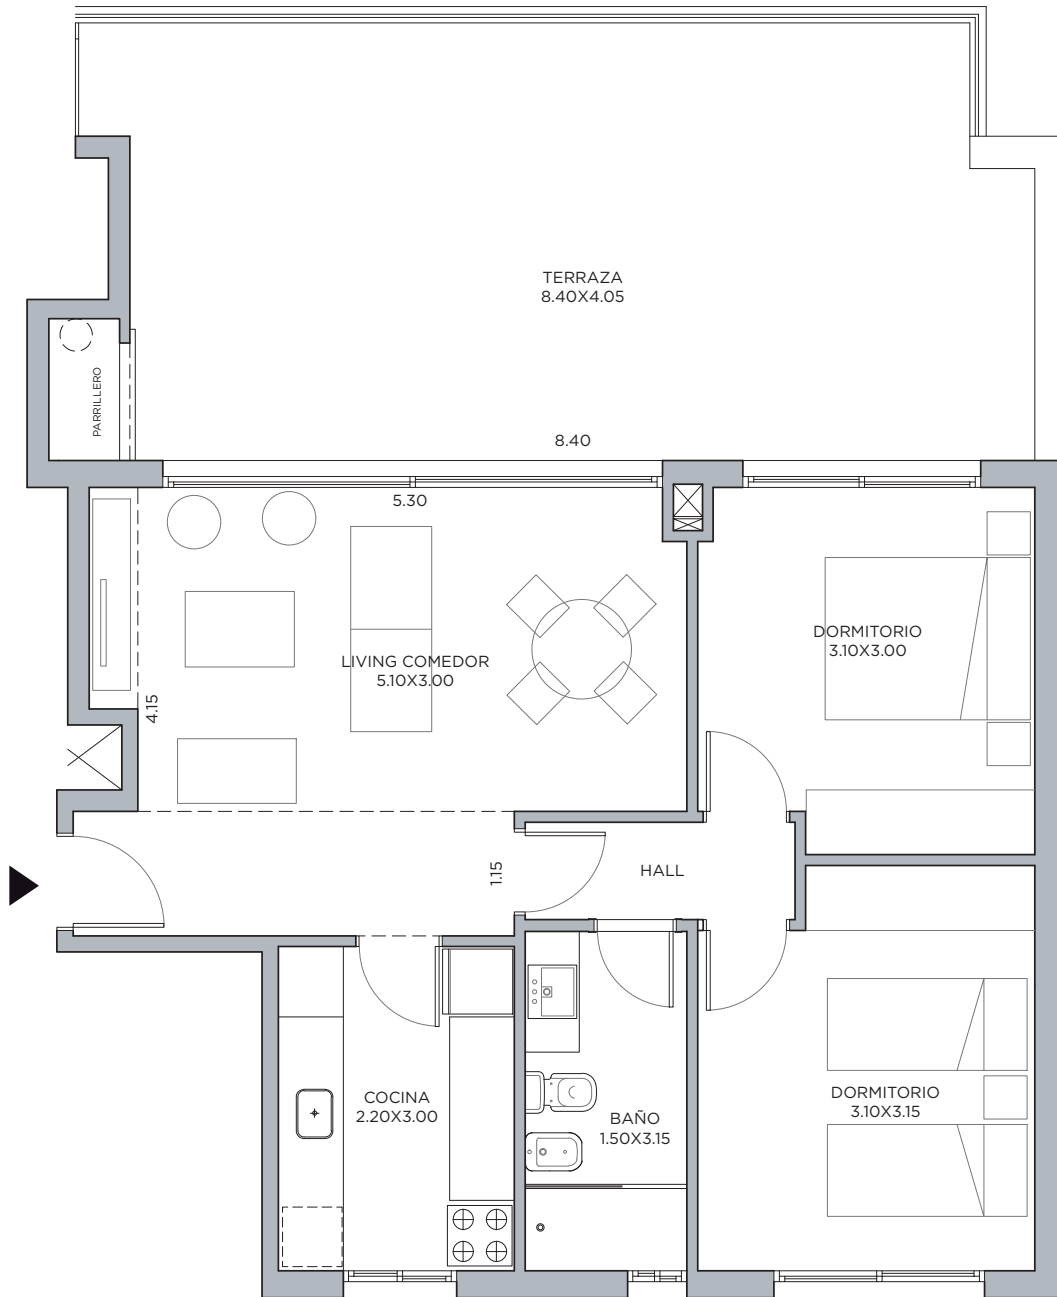 TERRAZA
8.40X4.05
PARRILLERO
8.40
5.30
LIVING COMEDOR
5.10X3.00
4.15
DORMITORIO
3.10X3.00
1.15
HALL
COCINA
2.20X3.00
BAÑO
1.50X3.15
DORMITORIO
3.10X3.15